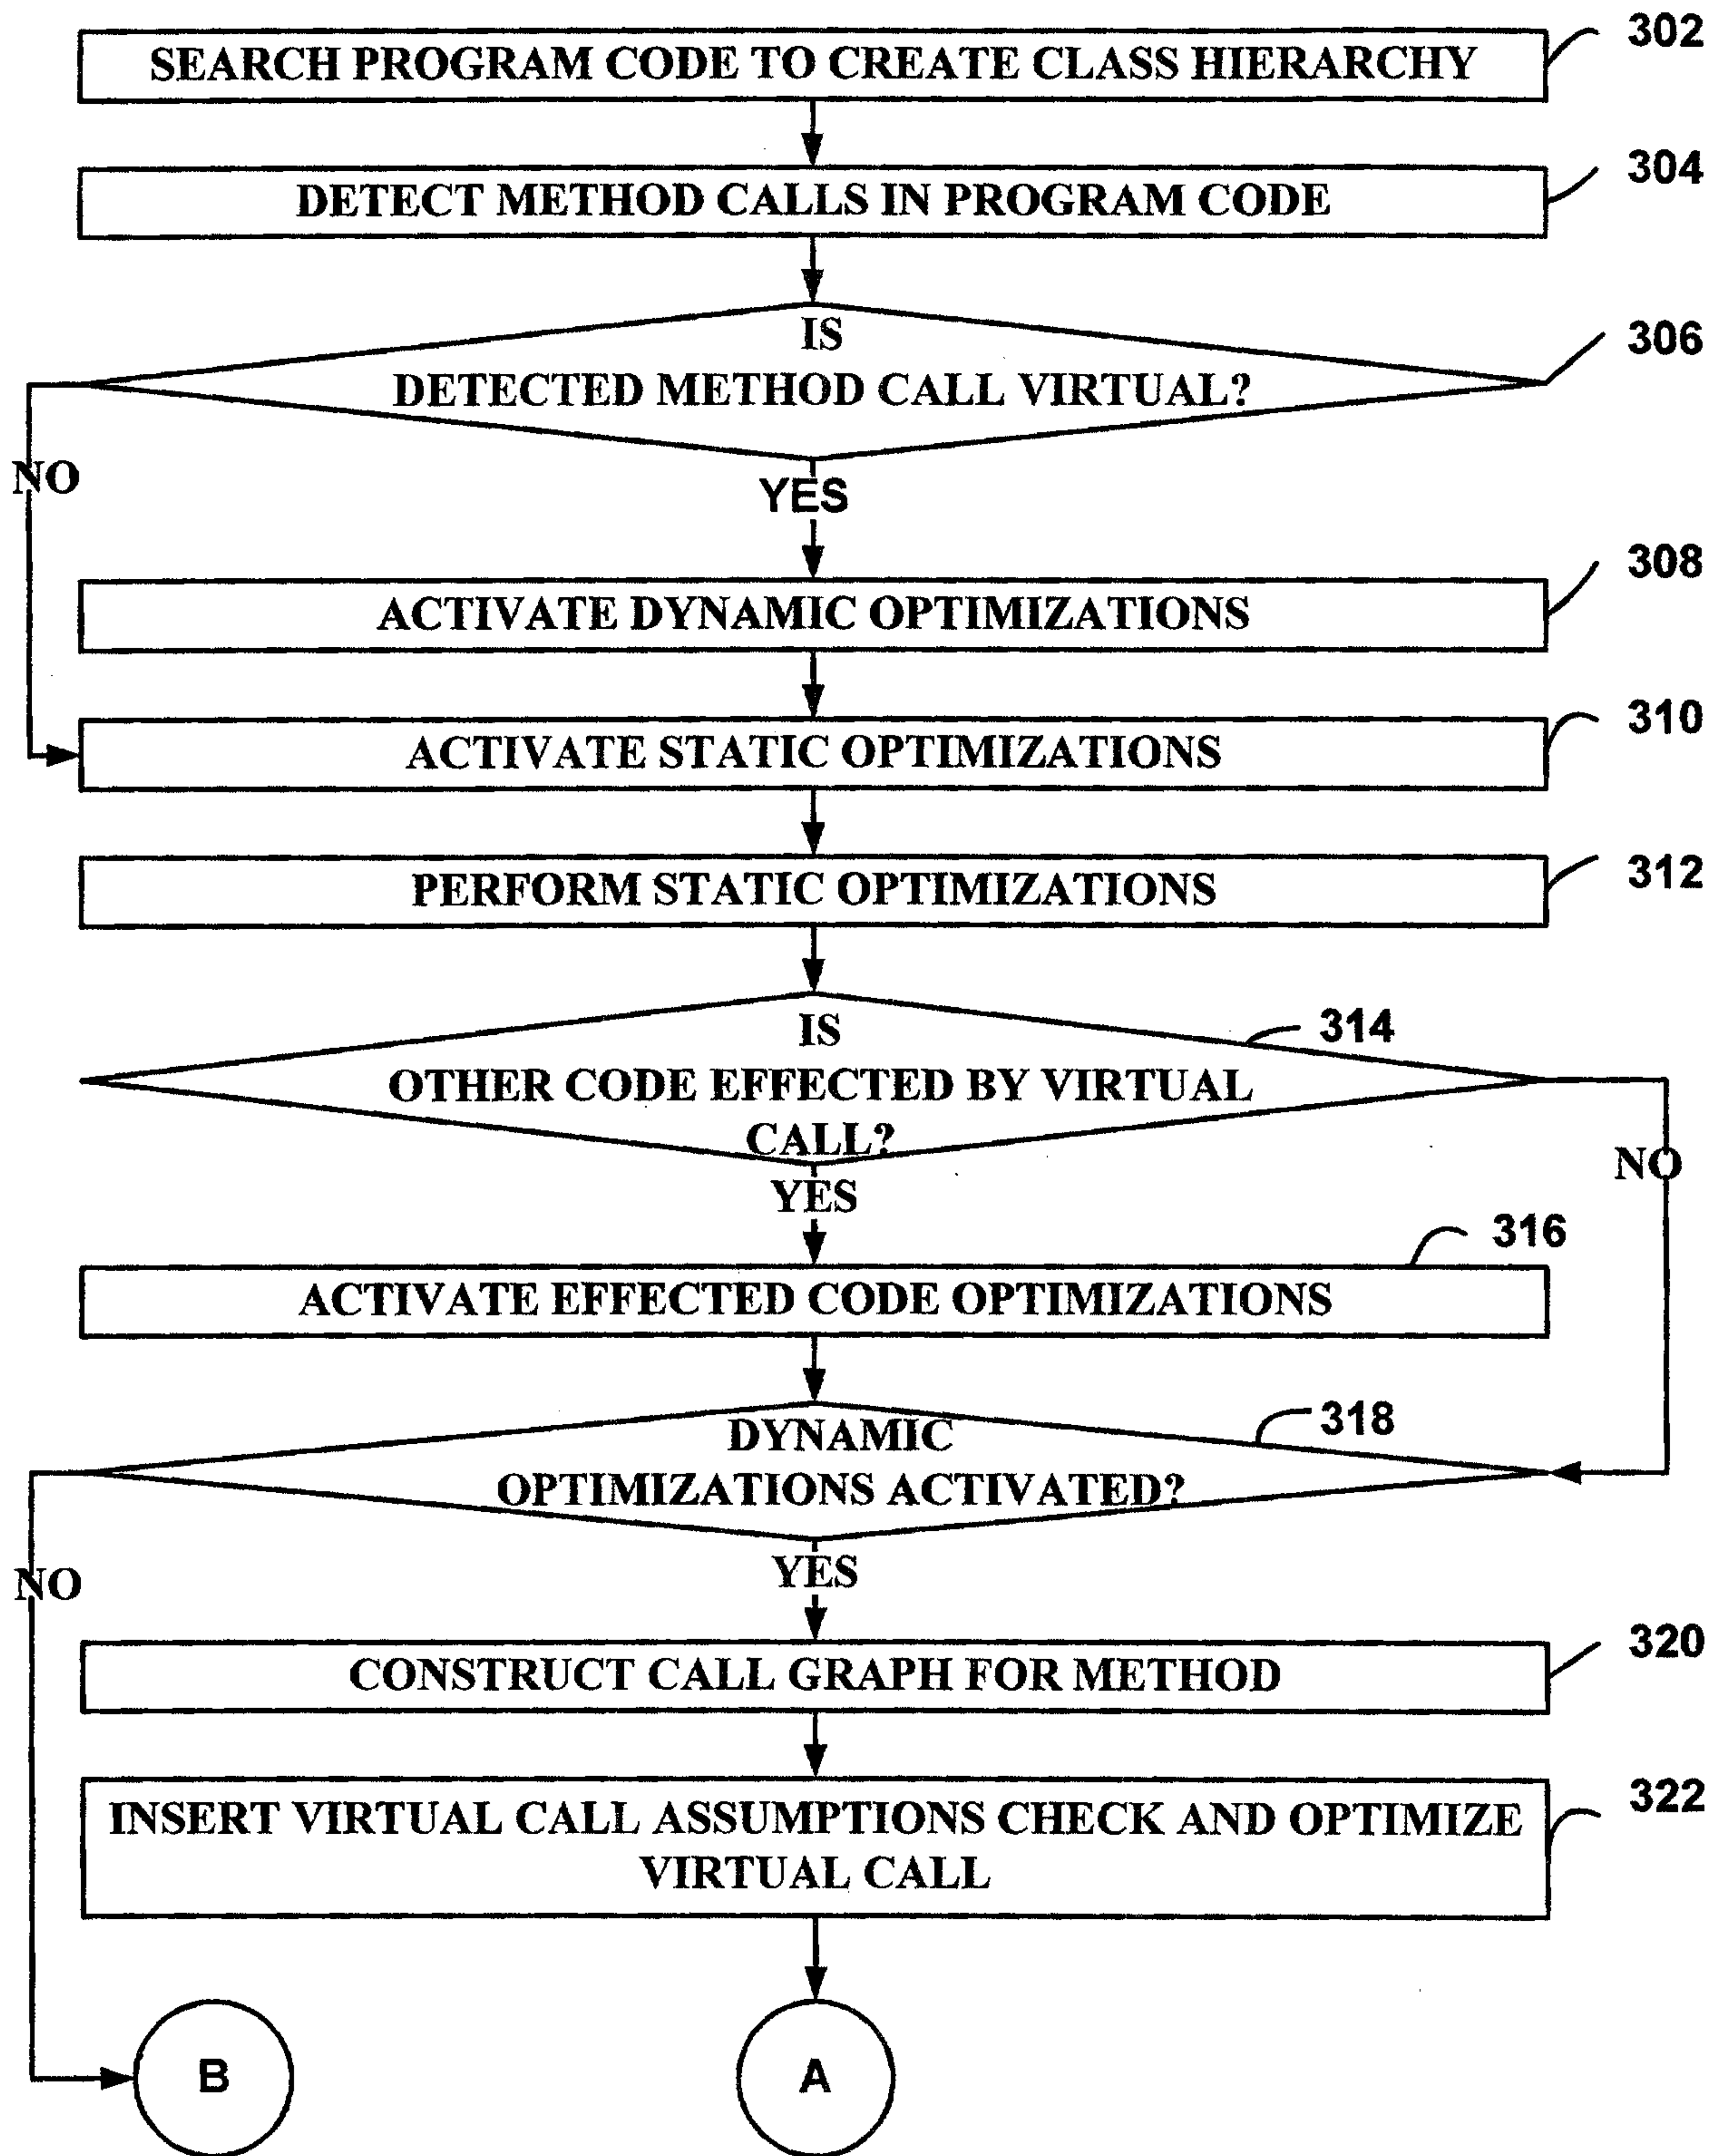 SEARCH PROGRAM CODE TO CREATE CLASS HIERARCHY
302
DETECT METHOD CALLS IN PROGRAM CODE
304
IS
DETECTED METHOD CALL VIRTUAL?
306
NO
YES
ACTIVATE DYNAMIC OPTIMIZATIONS
308
ACTIVATE STATIC OPTIMIZATIONS
310
PERFORM STATIC OPTIMIZATIONS
312
IS
OTHER CODE EFFECTED BY VIRTUAL
CALL?
314
NO
YES
ACTIVATE EFFECTED CODE OPTIMIZATIONS
316
DYNAMIC
OPTIMIZATIONS ACTIVATED?
318
NO
YES
CONSTRUCT CALL GRAPH FOR METHOD
320
INSERT VIRTUAL CALL ASSUMPTIONS CHECK AND OPTIMIZE
VIRTUAL CALL
322
B
A